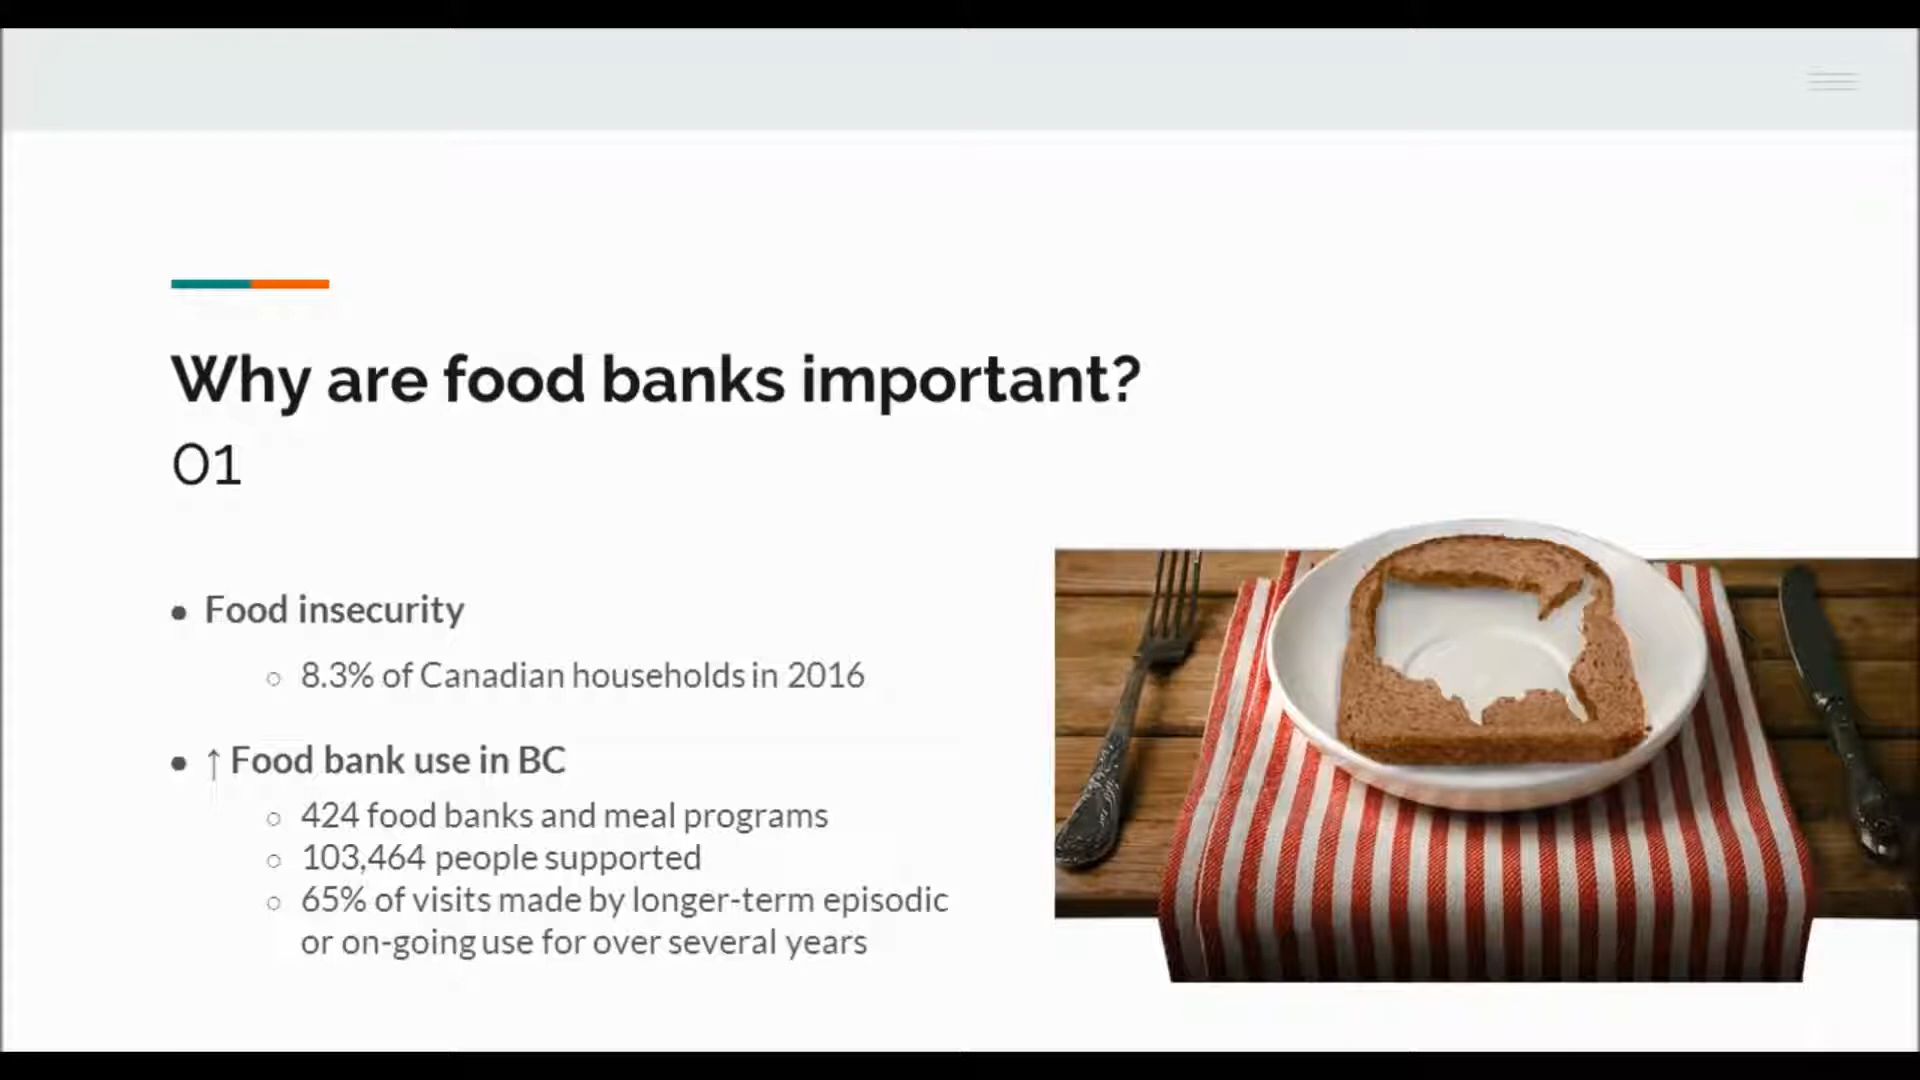 Why are food banks important?
01
● Food insecurity
○ 8.3% of Canadian households in 2016
● ↑ Food bank use in BC
○ 424 food banks and meal programs
○ 103,464 people supported
○ 65% of visits made by longer-term episodic
or on-going use for over several years